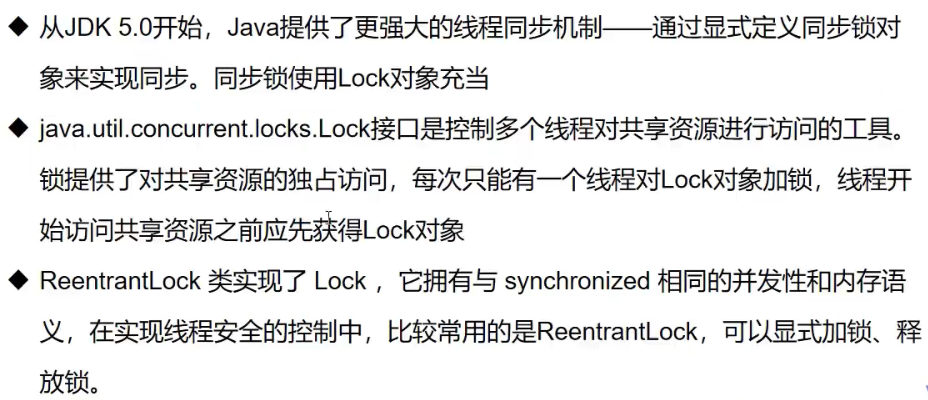 ◆ 从JDK 5.0开始，Java提供了更强大的线程同步机制——通过显式定义同步锁对
象来实现同步。同步锁使用Lock对象充当
◆ java.util.concurrent.locks.Lock接口是控制多个线程对共享资源进行访问的工具。
锁提供了对共享资源的独占访问，每次只能有一个线程对Lock对象加锁，线程开
始访问共享资源之前应先获得Lock对象
◆ ReentrantLock 类实现了 Lock ，它拥有与 synchronized 相同的并发性和内存语
义，在实现线程安全的控制中，比较常用的是ReentrantLock，可以显式加锁、释
放锁。